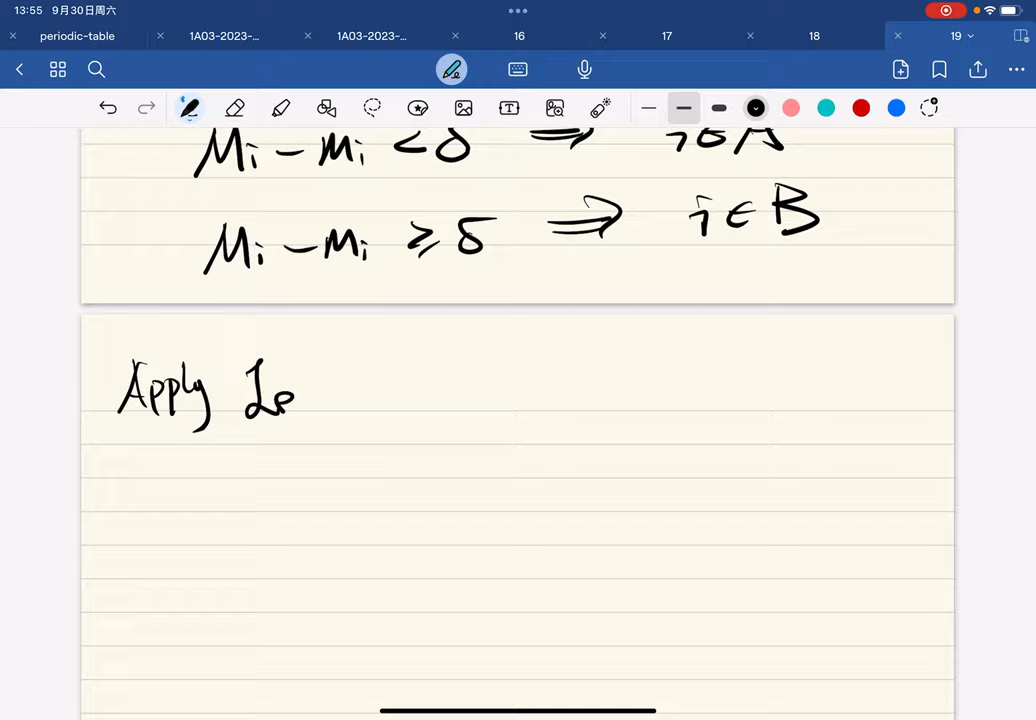 13:55 9月30日周六
periodic-table 1A03-2023-... 1A03-2023-... 16 17 18 19
Mi - mi < δ ⟹ i ∈ A
Mi - mi ≥ δ ⟹ i ∈ B
Apply Le